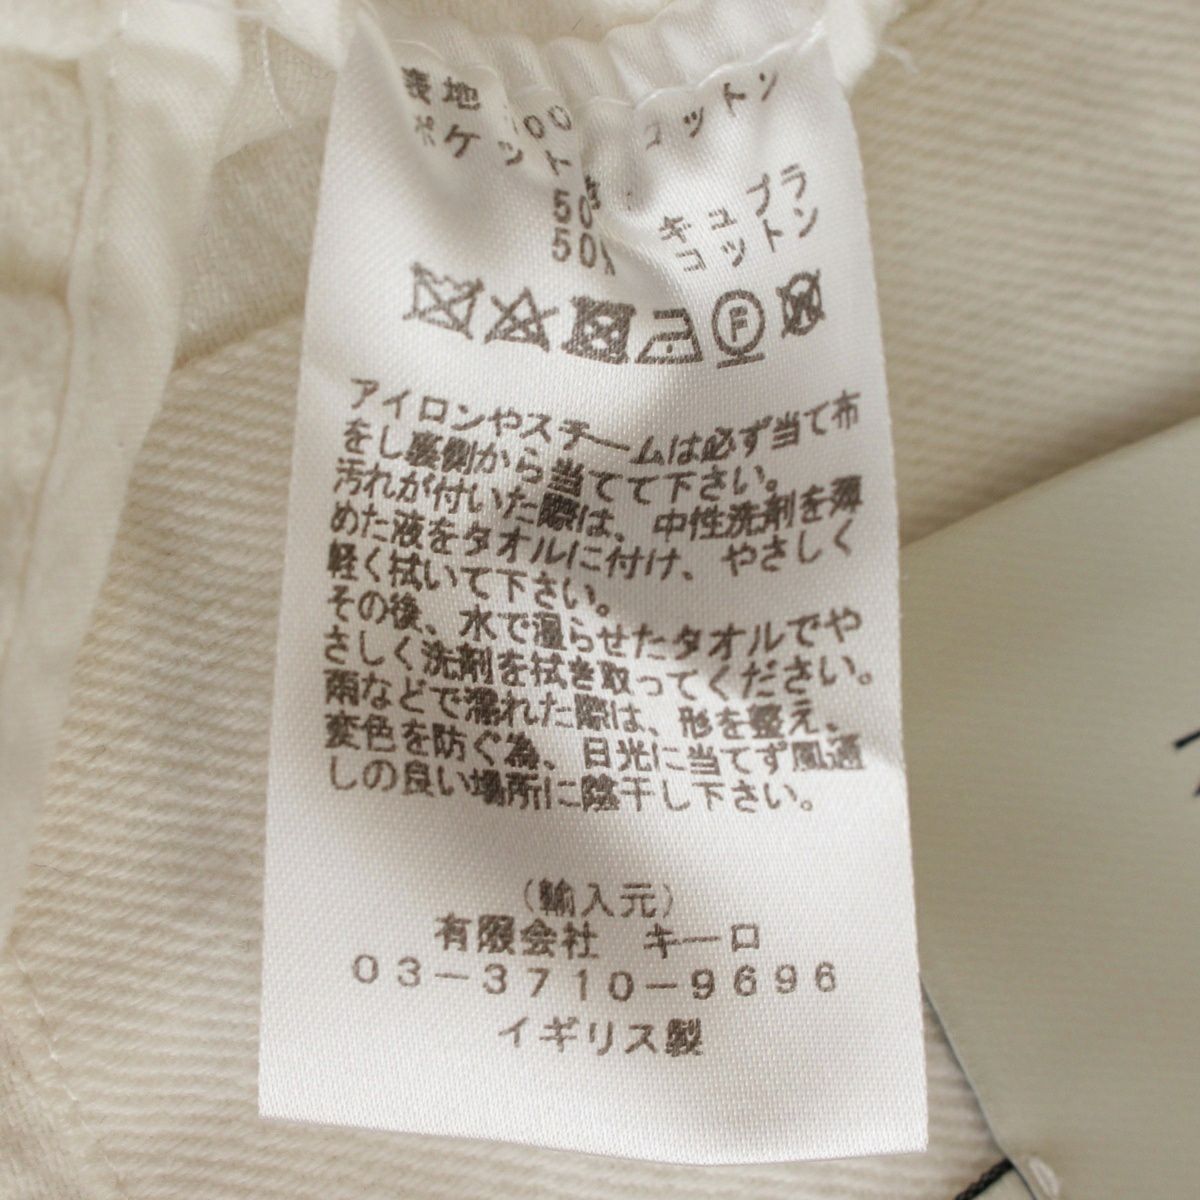 表地 100 コットン
ポケット
50% キュプラ
50% コットン
F
アイロンやスチームは必ず当て布
をし裏側から当てて下さい。
汚れが付いた際は、中性洗剤を薄
めた液をタオルに付け、やさしく
軽く拭いて下さい。
その後、水で濡らせたタオルでや
さしく洗剤を拭き取ってください。
雨などで濡れた際は、形を整え、
変色を防ぐ為、日光に当てず風通
しの良い場所に陰干し下さい。
(輸入元)
有限会社 キーロ
03-3710-9696
イギリス製